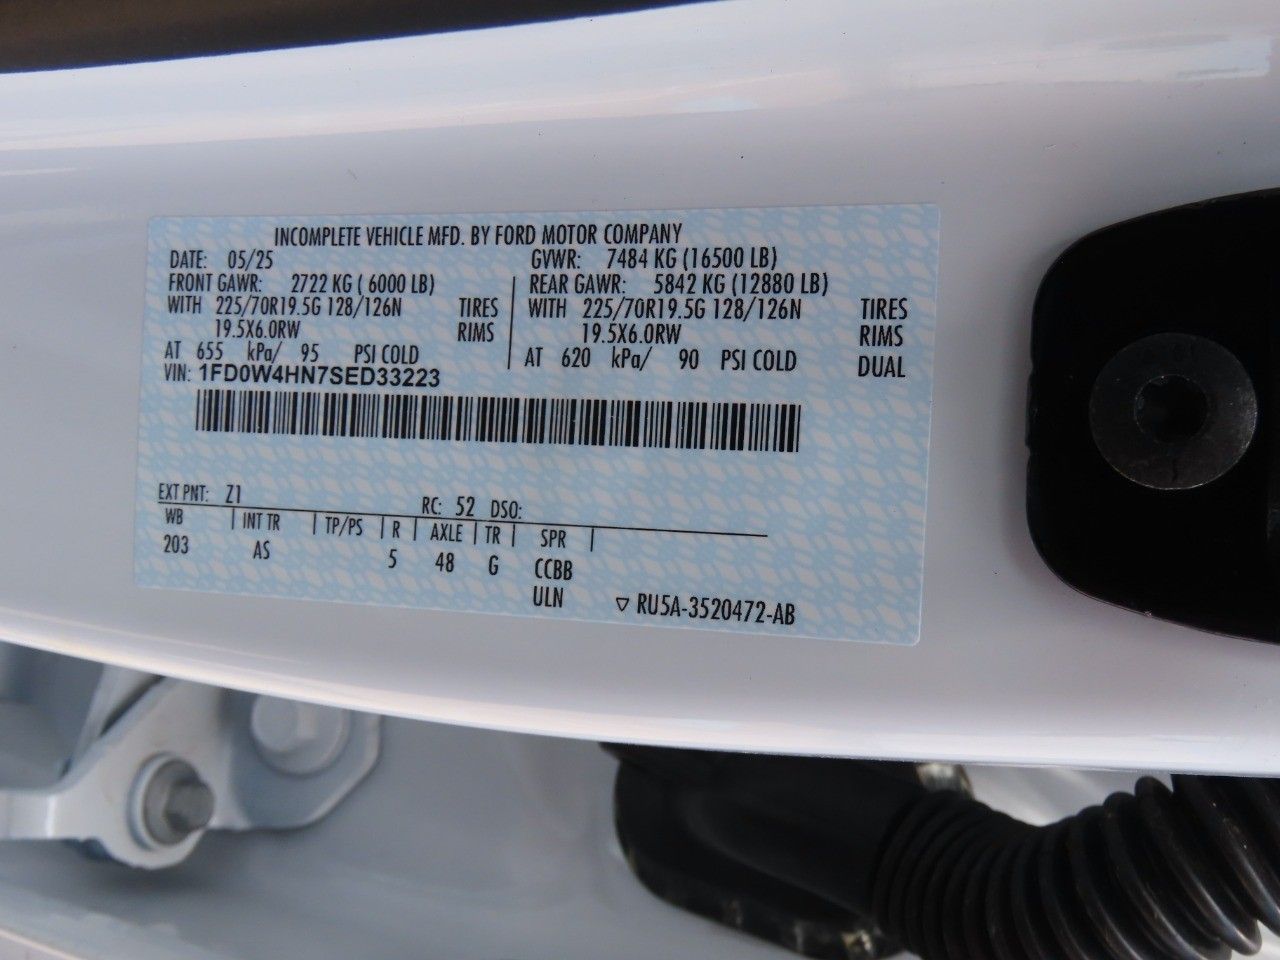 INCOMPLETE VEHICLE MFD. BY FORD MOTOR COMPANY
DATE: 05/25 GVWR: 7484 KG (16500 LB)
FRONT GAWR: 2722 KG ( 6000 LB) REAR GAWR: 5842 KG (12880 LB)
WITH 225/70R19.5G 128/126N TIRES WITH 225/70R19.5G 128/126N TIRES
19.5X6.0RW RIMS 19.5X6.0RW RIMS
AT 655 kPa/ 95 PSI COLD AT 620 kPa/ 90 PSI COLD DUAL
VIN: 1FD0W4HN7SED33223
EXT PNT: Z1 RC: 52 DSO:
WB | INT TR | TP/PS | R | AXLE | TR | SPR |
203 AS 5 48 G CCBB
ULN ▽ RU5A-3520472-AB